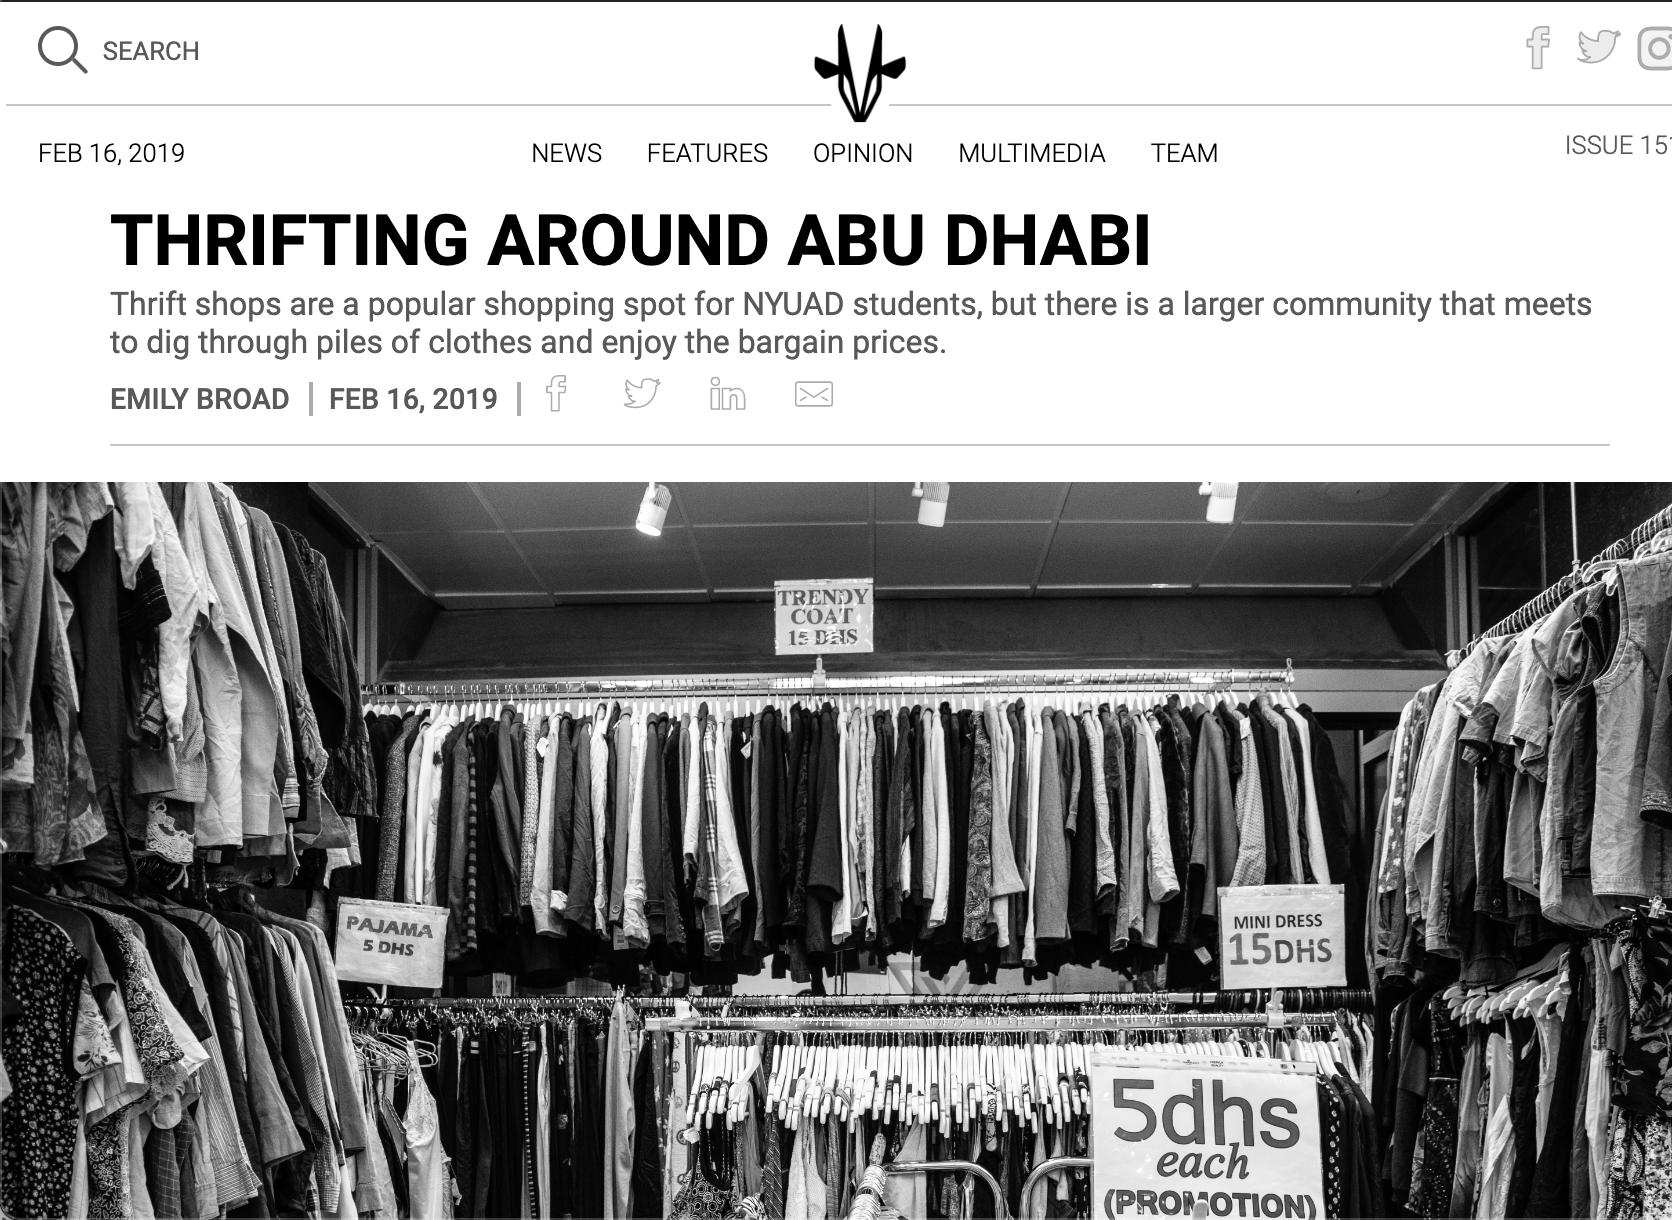 SEARCH
FEB 16, 2019
NEWS FEATURES OPINION MULTIMEDIA TEAM
ISSUE 151
THRIFTING AROUND ABU DHABI
Thrift shops are a popular shopping spot for NYUAD students, but there is a larger community that meets
to dig through piles of clothes and enjoy the bargain prices.
EMILY BROAD | FEB 16, 2019 |
TRENDY
COAT
15 DHS
PAJAMA
5 DHS
MINI DRESS
15DHS
5dhs
each
(PROMOTION)